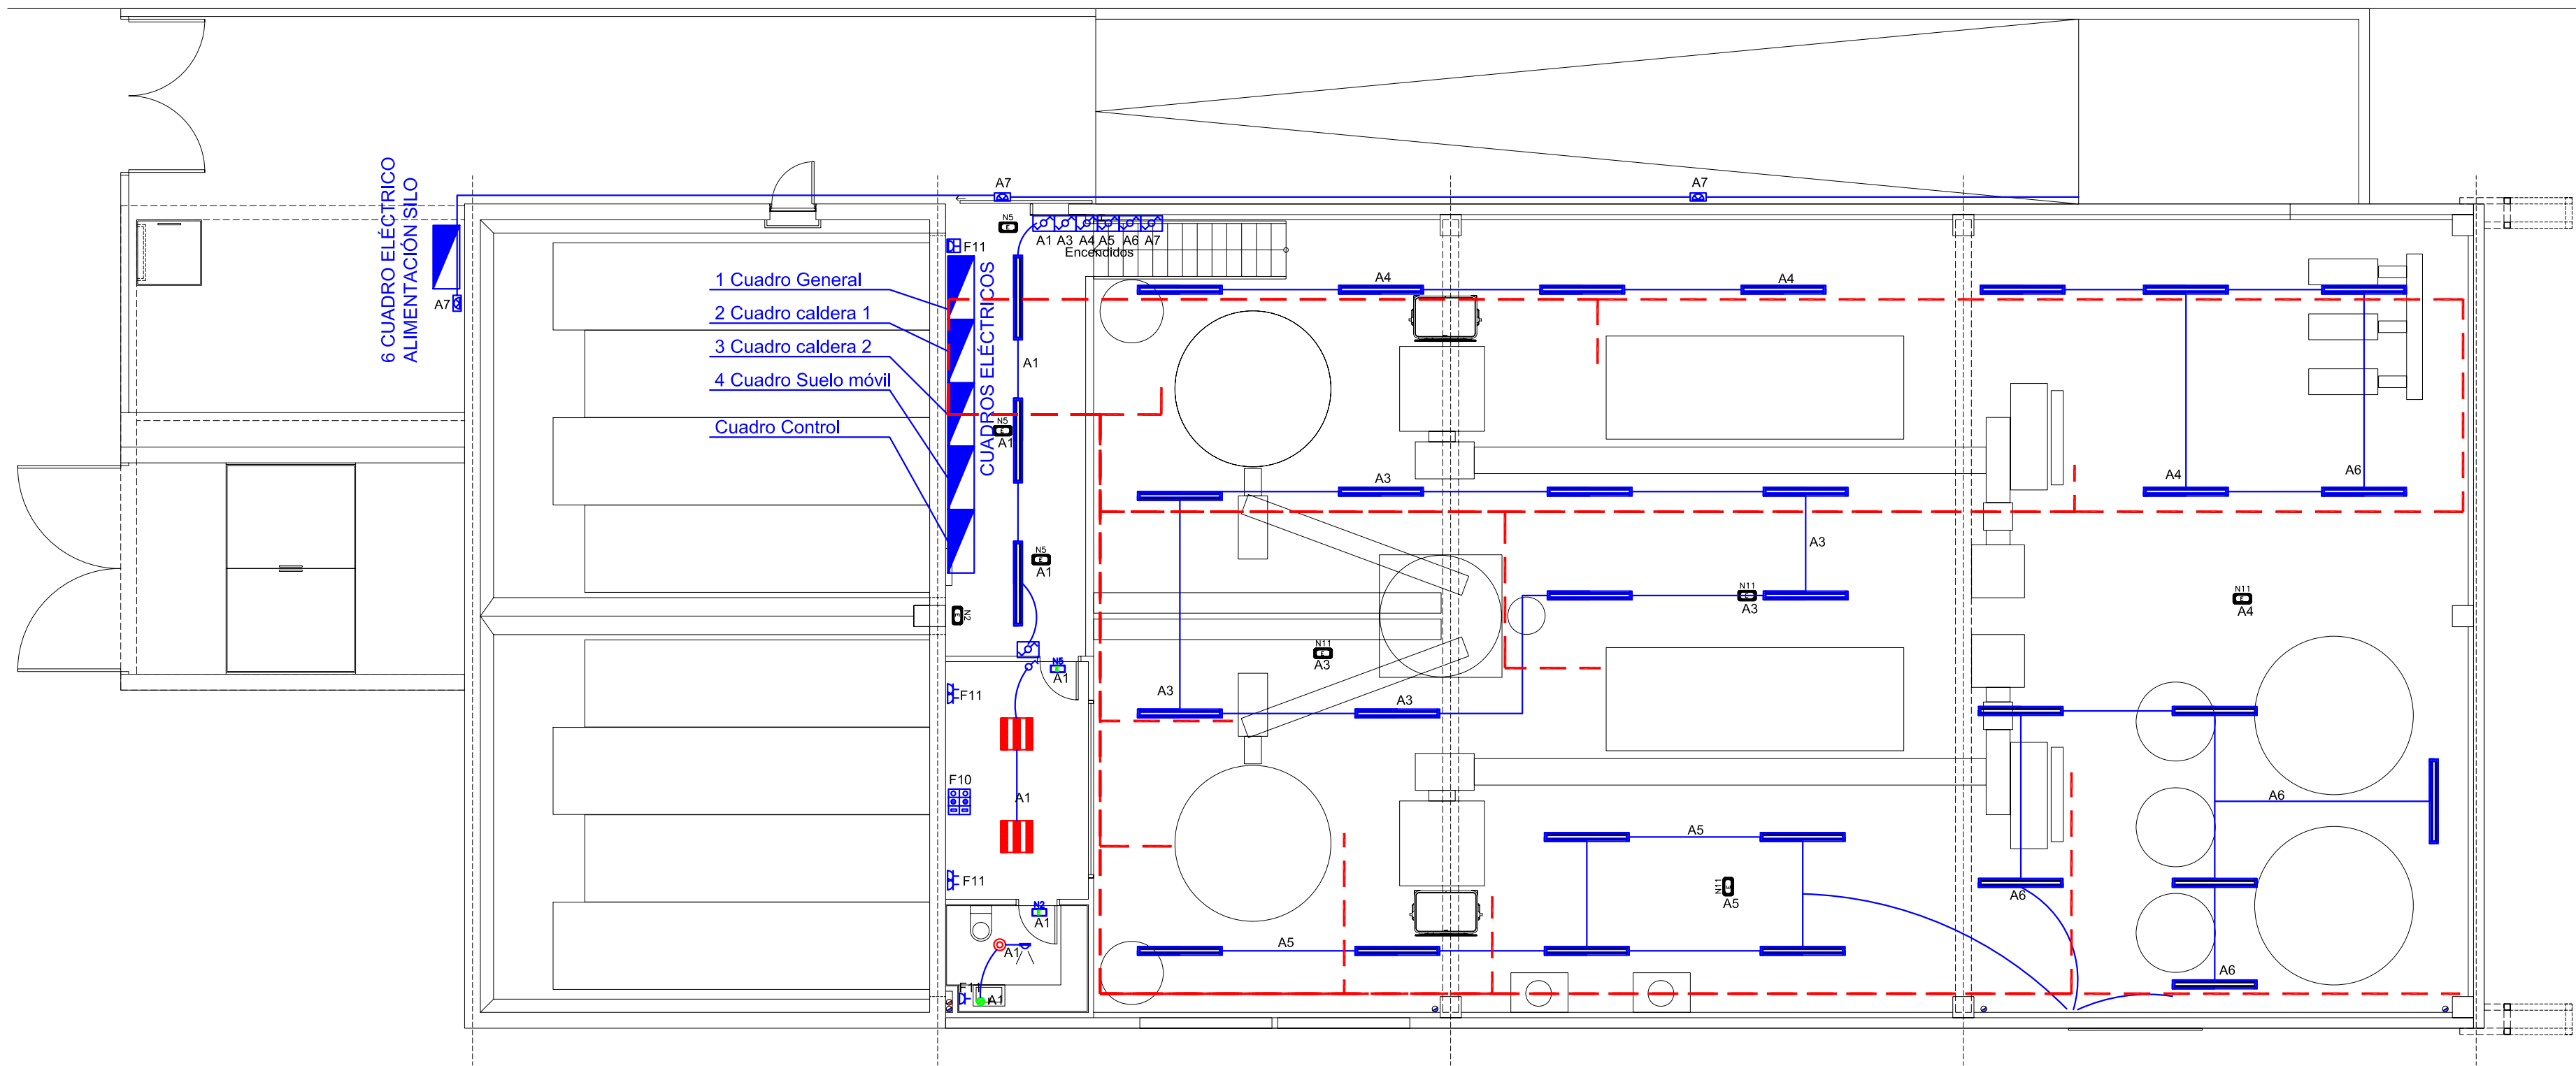 A7
A7
6 CUADRO ELÉCTRICO
ALIMENTACIÓN SILO
A7
N5
A1 A3 A4 A5 A6 A7
Encendidos
F11
CUADROS ELÉCTRICOS
1 Cuadro General
2 Cuadro caldera 1
3 Cuadro caldera 2
4 Cuadro Suelo móvil
Cuadro Control
A4
A4
A1
N5
A1
A3
A4
A6
A3
N5
A1
N11
A3
N11
A4
N2
N11
A3
N5
A1
F11
A3
A3
F10
A1
A6
A5
F11
N11
A5
A6
N2
A1
A1
A5
A6
F11
A1